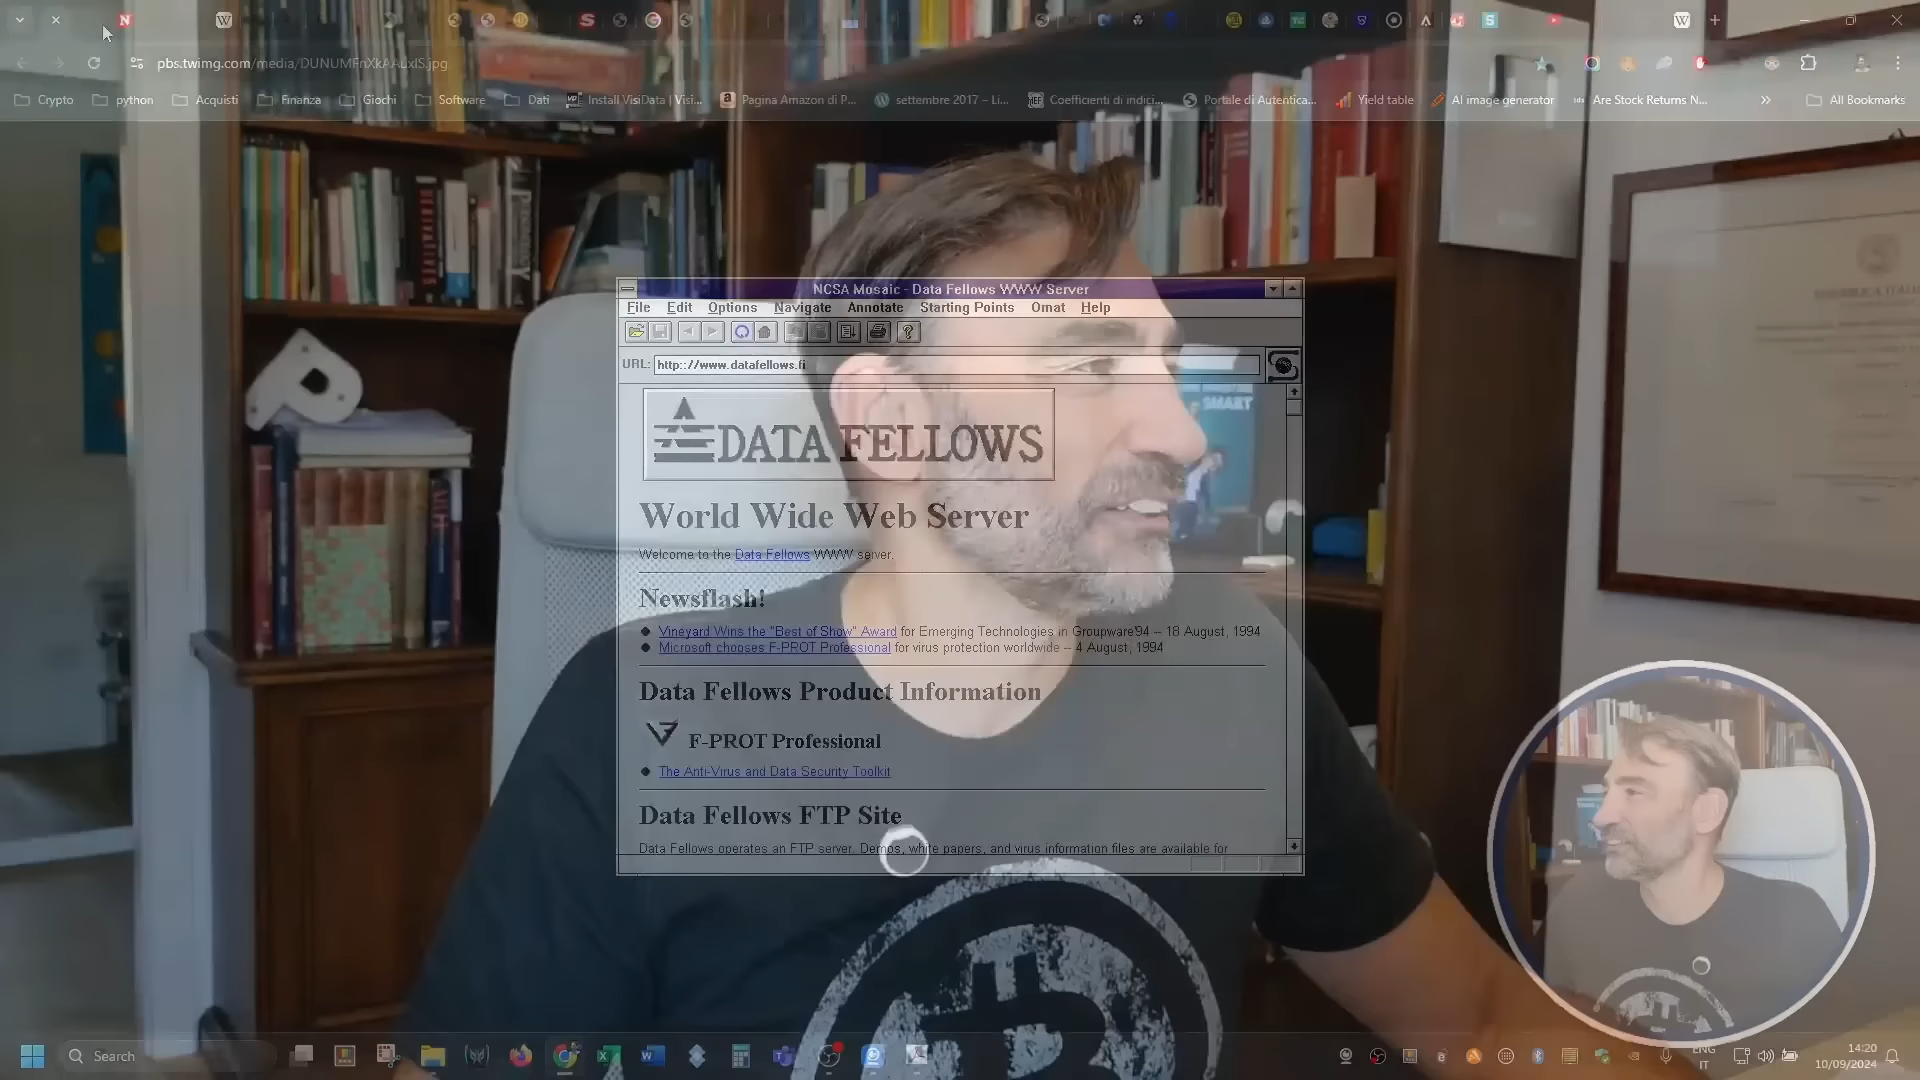 pbs.twimg.com/media/DUNUMFnXkAAuxIS.jpg
Crypto
python
Acquisti
Finanza
Giochi
Software
Dati
Install VisiData | Visi...
Pagina Amazon di P...
settembre 2017 – Li...
Coefficienti di indici...
Portale di Autentica...
Yield table
AI image generator
Are Stock Returns N...
All Bookmarks
NCSA Mosaic - Data Fellows WWW Server
File Edit Options Navigate Annotate Starting Points Omat Help
URL: http://www.datafellows.fi
DATA FELLOWS
World Wide Web Server
Welcome to the Data Fellows WWW server.
Newsflash!
Vineyard Wins the "Best of Show" Award for Emerging Technologies in Groupware'94 -- 18 August, 1994
Microsoft chooses F-PROT Professional for virus protection worldwide -- 4 August, 1994
Data Fellows Product Information
F-PROT Professional
The Anti-Virus and Data Security Toolkit
Data Fellows FTP Site
Data Fellows operates an FTP server. Demos, white papers, and virus information files are available for
SMART
DERIVATIVES
Search
ENG
IT
14:20
10/09/2024